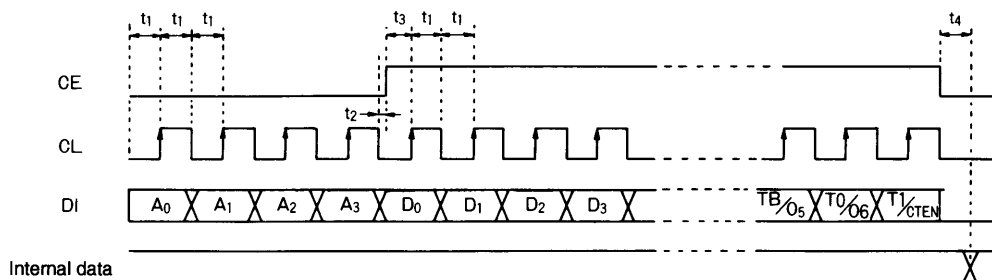 t1 t1 t1 t3 t1 t1 t4
CE
t2
CL
DI A0 A1 A2 A3 D0 D1 D2 D3 TB/O5 T0/O6 T1/CTEN
Internal data